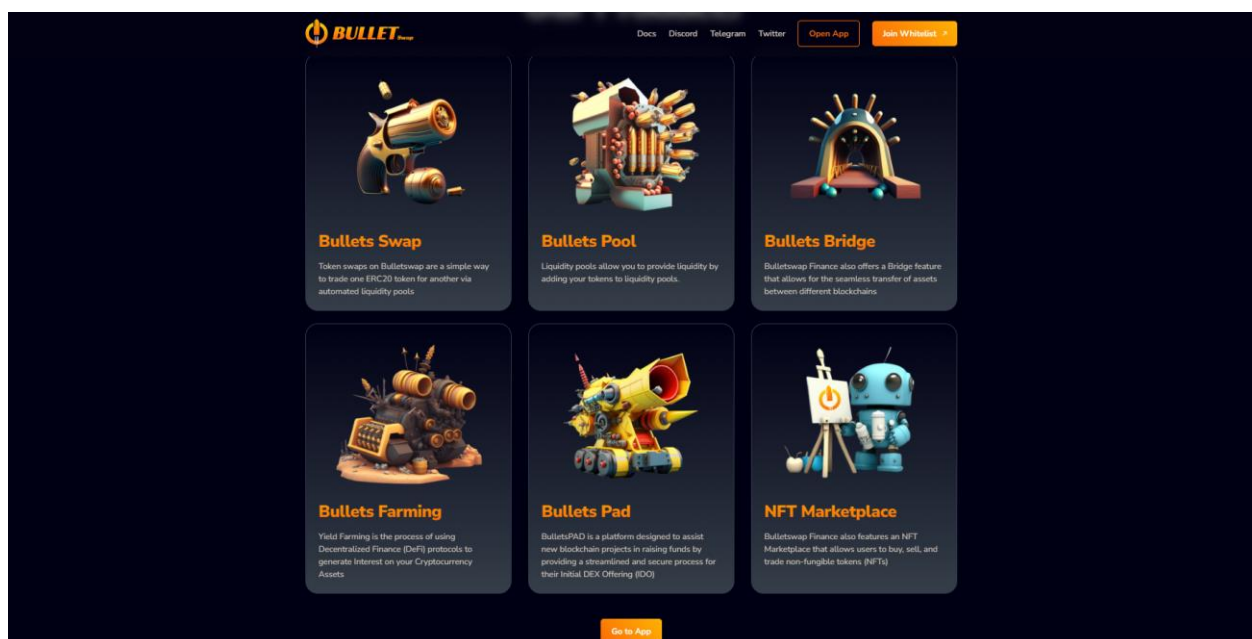 BULLET Swap
Docs Discord Telegram Twitter Open App Join Whitelist ↗
Bullets Swap
Token swaps on Bulletswap are a simple way
to trade one ERC20 token for another via
automated liquidity pools
Bullets Pool
Liquidity pools allow you to provide liquidity by
adding your tokens to liquidity pools.
Bullets Bridge
Bulletswap Finance also offers a Bridge feature
that allows for the seamless transfer of assets
between different blockchains
Bullets Farming
Yield Farming is the process of using
Decentralized Finance (DeFi) protocols to
generate Interest on your Cryptocurrency
Assets
Bullets Pad
BulletsPAD is a platform designed to assist
new blockchain projects in raising funds by
providing a streamlined and secure process for
their Initial DEX Offering (IDO)
NFT Marketplace
Bulletswap Finance also features an NFT
Marketplace that allows users to buy, sell, and
trade non-fungible tokens (NFTs)
Go to App